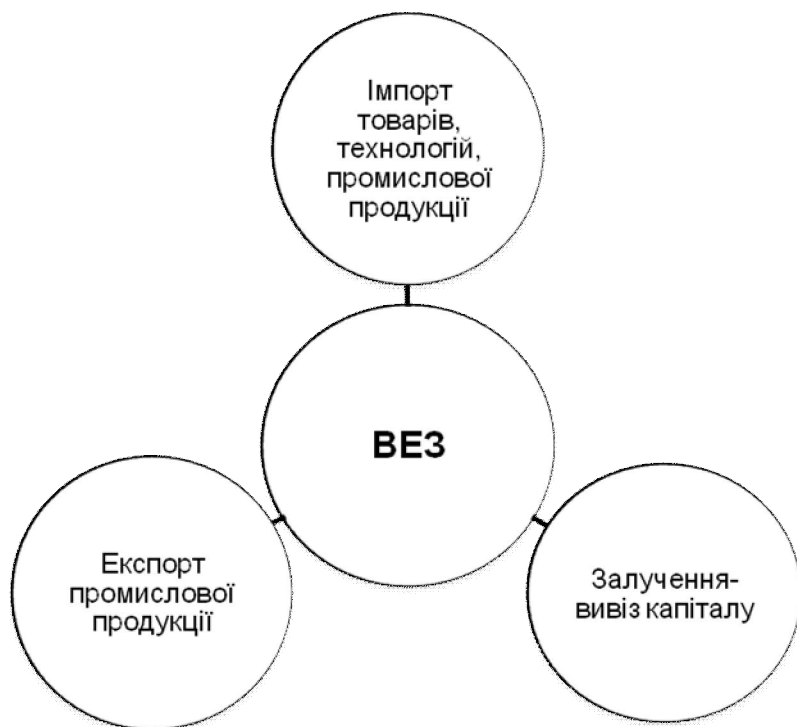 Імпорт
товарів,
технологій,
промислової
продукції
ВЕЗ
Експорт
промислової
продукції
Залучення-
вивіз капіталу